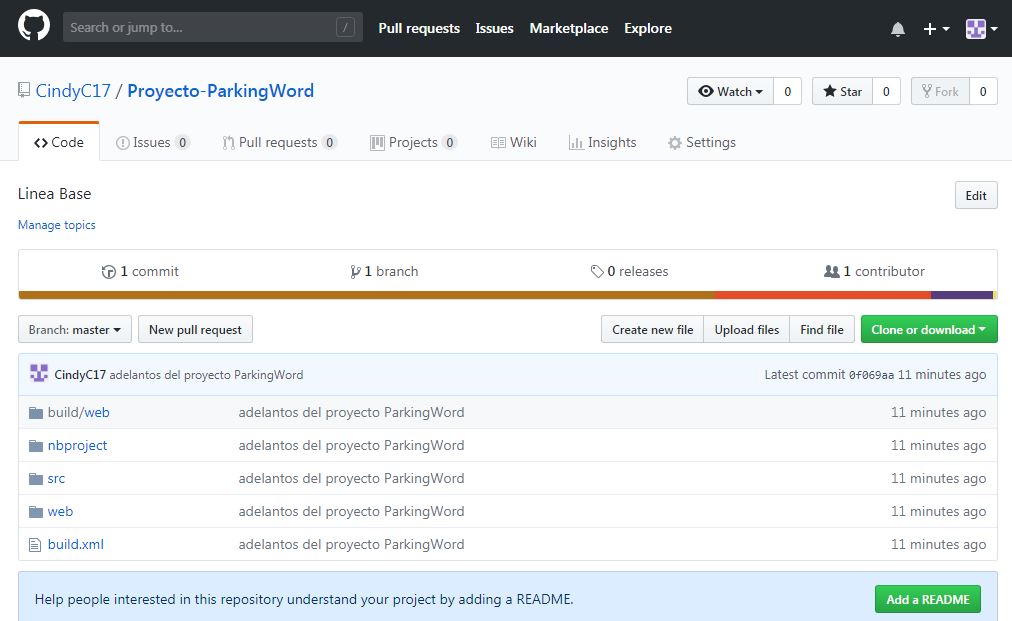 Search or jump to... / Pull requests Issues Marketplace Explore
CindyC17 / Proyecto-ParkingWord Watch 0 Star 0 Fork 0
Code Issues 0 Pull requests 0 Projects 0 Wiki Insights Settings
Linea Base Edit
Manage topics
1 commit 1 branch 0 releases 1 contributor
Branch: master New pull request Create new file Upload files Find file Clone or download
CindyC17 adelantos del proyecto ParkingWord Latest commit 0f069aa 11 minutes ago
build/web adelantos del proyecto ParkingWord 11 minutes ago
nbproject adelantos del proyecto ParkingWord 11 minutes ago
src adelantos del proyecto ParkingWord 11 minutes ago
web adelantos del proyecto ParkingWord 11 minutes ago
build.xml adelantos del proyecto ParkingWord 11 minutes ago
Help people interested in this repository understand your project by adding a README. Add a README